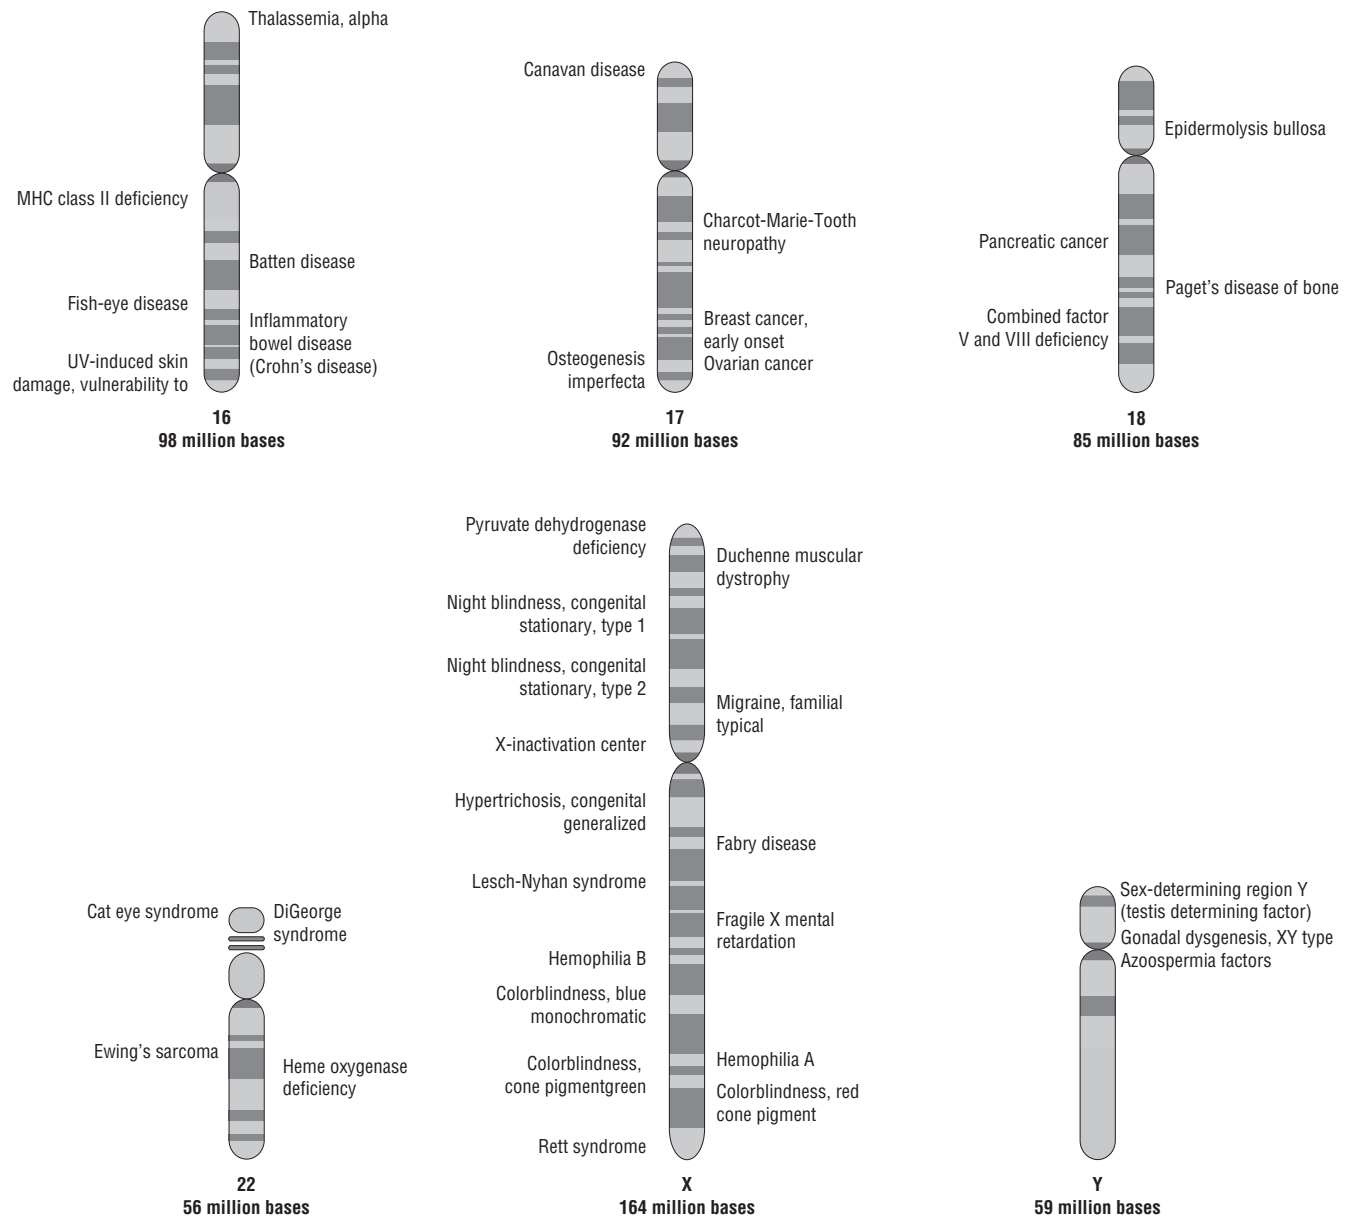 Thalassemia, alpha
MHC class II deficiency
Batten disease
Fish-eye disease
Inflammatory
bowel disease
(Crohn's disease)
UV-induced skin
damage, vulnerability to
16
98 million bases
Canavan disease
Charcot-Marie-Tooth
neuropathy
Breast cancer,
early onset
Ovarian cancer
Osteogenesis
imperfecta
17
92 million bases
Epidermolysis bullosa
Pancreatic cancer
Paget's disease of bone
Combined factor
V and VIII deficiency
18
85 million bases
Cat eye syndrome
DiGeorge
syndrome
Ewing's sarcoma
Heme oxygenase
deficiency
22
56 million bases
Pyruvate dehydrogenase
deficiency
Duchenne muscular
dystrophy
Night blindness, congenital
stationary, type 1
Night blindness, congenital
stationary, type 2
Migraine, familial
typical
X-inactivation center
Hypertrichosis, congenital
generalized
Fabry disease
Lesch-Nyhan syndrome
Fragile X mental
retardation
Hemophilia B
Colorblindness, blue
monochromatic
Hemophilia A
Colorblindness,
cone pigmentgreen
Colorblindness, red
cone pigment
Rett syndrome
X
164 million bases
Sex-determining region Y
(testis determining factor)
Gonadal dysgenesis, XY type
Azoospermia factors
Y
59 million bases